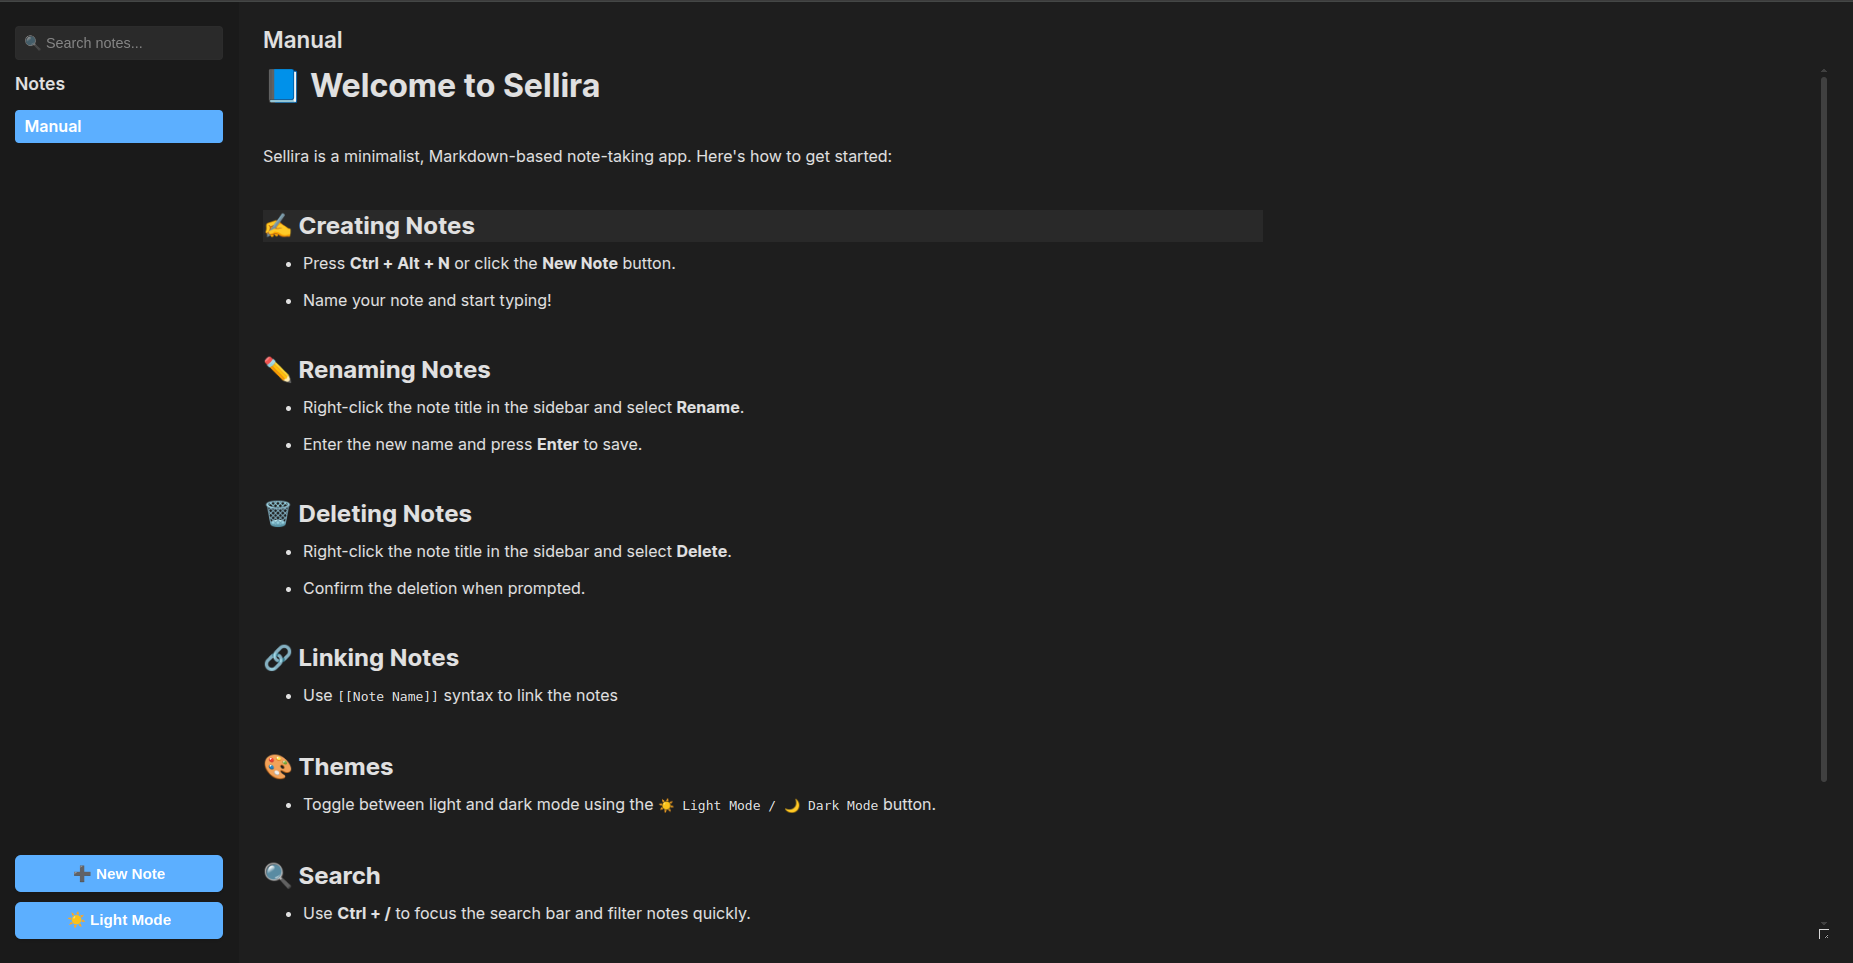 🔍 Search notes...
Notes
Manual
➕ New Note
☀️ Light Mode
Manual
📘 Welcome to Sellira
Sellira is a minimalist, Markdown-based note-taking app. Here's how to get started:
✍️ Creating Notes
• Press Ctrl + Alt + N or click the New Note button.
• Name your note and start typing!
✏️ Renaming Notes
• Right-click the note title in the sidebar and select Rename.
• Enter the new name and press Enter to save.
🗑️ Deleting Notes
• Right-click the note title in the sidebar and select Delete.
• Confirm the deletion when prompted.
🔗 Linking Notes
• Use [[Note Name]] syntax to link the notes
🎨 Themes
• Toggle between light and dark mode using the ☀️ Light Mode / 🌙 Dark Mode button.
🔍 Search
• Use Ctrl + / to focus the search bar and filter notes quickly.